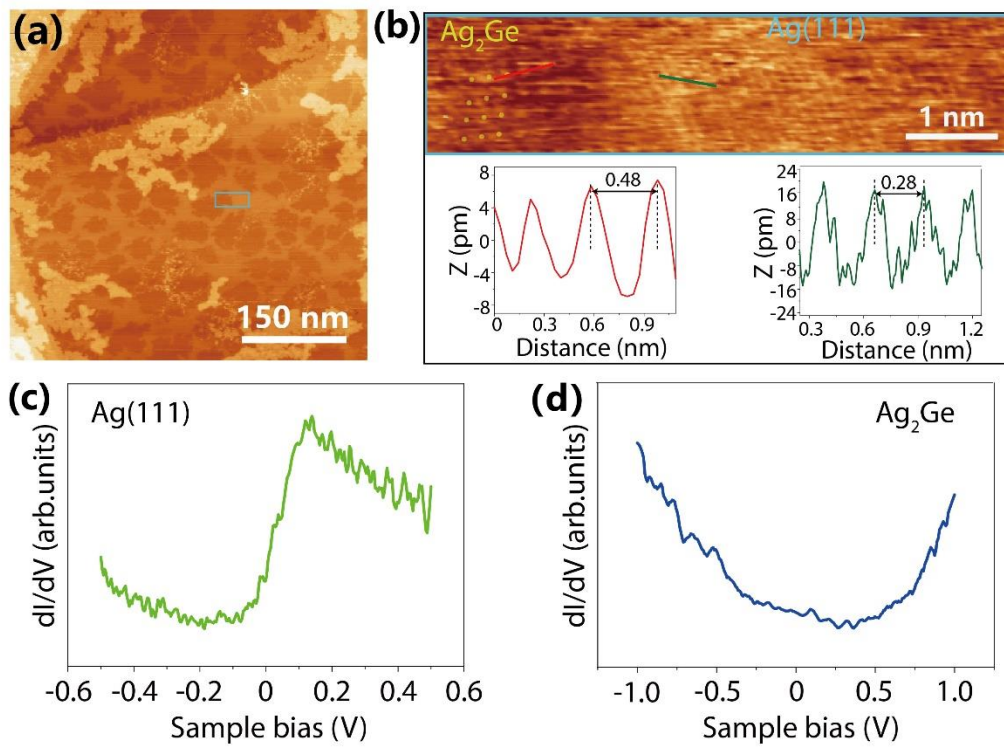 (a)
150 nm
(b)
Ag₂Ge
Ag(111)
1 nm
8
4
0
-4
-8
Z (pm)
0.48
0 0.3 0.6 0.9
Distance (nm)
24
16
8
0
-8
-16
-24
Z (pm)
0.28
0.3 0.6 0.9 1.2
Distance (nm)
(c)
Ag(111)
dI/dV (arb.units)
-0.6 -0.4 -0.2 0 0.2 0.4 0.6
Sample bias (V)
(d)
Ag₂Ge
dI/dV (arb.units)
-1.0 -0.5 0 0.5 1.0
Sample bias (V)